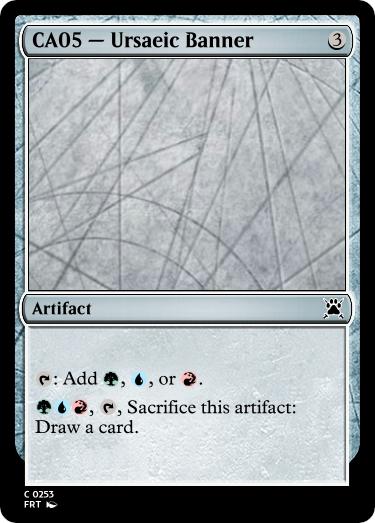 CA05 — Ursaeic Banner 3
Artifact
: Add , , or .
, , Sacrifice this artifact:
Draw a card.
C 0253
FRT